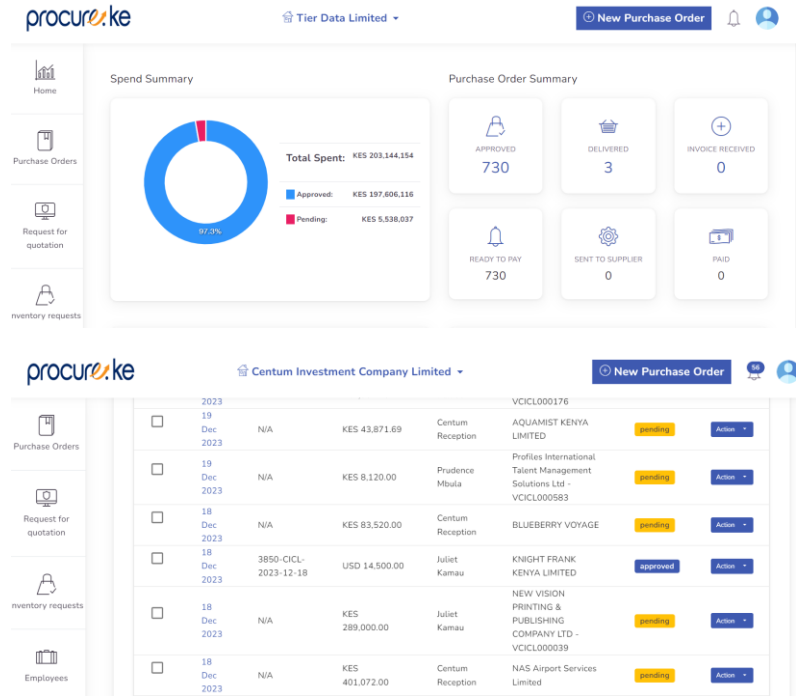 procure.ke
Tier Data Limited
New Purchase Order
Home
Purchase Orders
Request for
quotation
nventory requests
Spend Summary
97.3%
Total Spent: KES 203,144,154
Approved: KES 197,606,116
Pending: KES 5,538,037
Purchase Order Summary
APPROVED
730
DELIVERED
3
INVOICE RECEIVED
0
READY TO PAY
730
SENT TO SUPPLIER
0
PAID
0
procure.ke
Centum Investment Company Limited
New Purchase Order
56
Purchase Orders
Request for
quotation
nventory requests
Employees
2023
VCICL000176
19
Dec
2023
N/A
KES 43,871.69
Centum
Reception
AQUAMIST KENYA
LIMITED
pending
Action
19
Dec
2023
N/A
KES 8,120.00
Prudence
Mbula
Profiles International
Talent Management
Solutions Ltd -
VCICL000583
pending
Action
18
Dec
2023
N/A
KES 83,520.00
Centum
Reception
BLUEBERRY VOYAGE
pending
Action
18
Dec
2023
3850-CICL-
2023-12-18
USD 14,500.00
Juliet
Kamau
KNIGHT FRANK
KENYA LIMITED
approved
Action
18
Dec
2023
N/A
KES
289,000.00
Juliet
Kamau
NEW VISION
PRINTING &
PUBLISHING
COMPANY LTD -
VCICL000039
pending
Action
18
Dec
2023
N/A
KES
401,072.00
Centum
Reception
NAS Airport Services
Limited
pending
Action